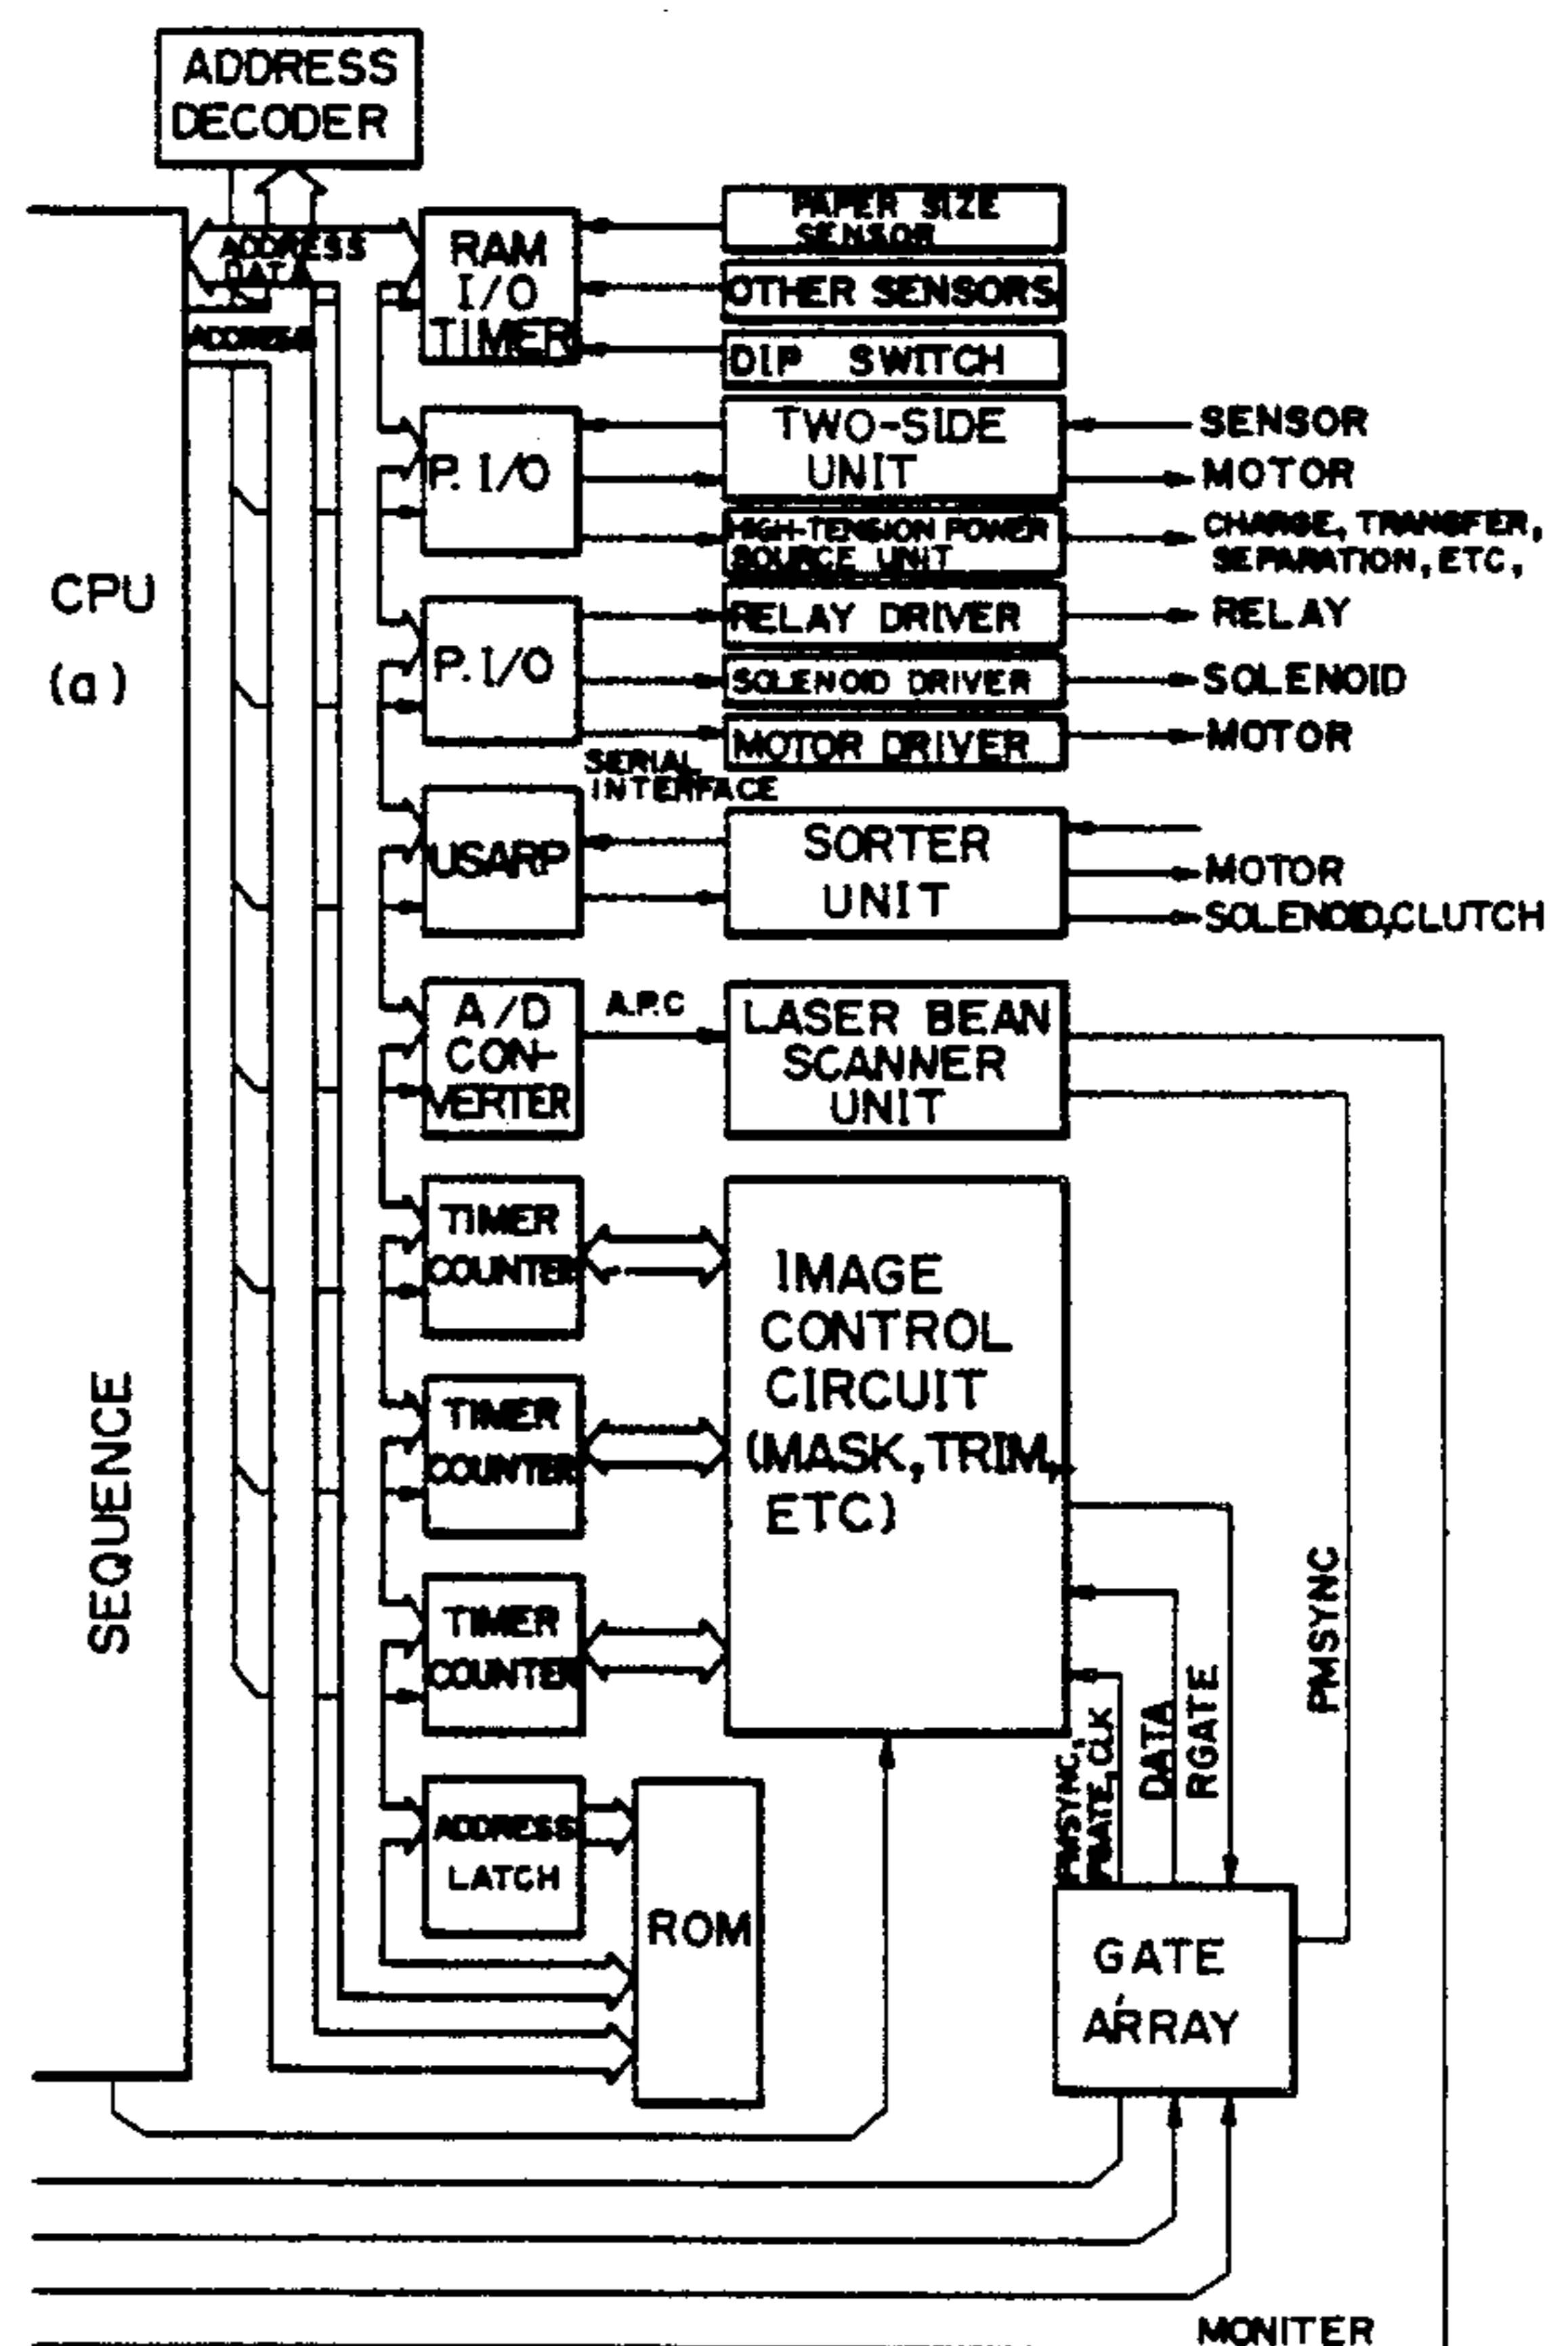 ADDRESS
DECODER
ADDRESS
DATA
ADDRESS
RAM
I/O
TIMER
PAPER SIZE
SENSOR
OTHER SENSORS
DIP SWITCH
P. I/O
TWO-SIDE
UNIT
SENSOR
MOTOR
HIGH-TENSION POWER
SOURCE UNIT
CHARGE, TRANSFER,
SEPARATION, ETC,
CPU
(a)
P. I/O
RELAY DRIVER
RELAY
SOLENOID DRIVER
SOLENOID
MOTOR DRIVER
MOTOR
SERIAL
INTERFACE
USARP
SORTER
UNIT
MOTOR
SOLENOID,CLUTCH
A/D
CON-
VERTER
A.P.C
LASER BEAN
SCANNER
UNIT
TIMER
COUNTER
IMAGE
CONTROL
CIRCUIT
(MASK,TRIM,
ETC)
TIMER
COUNTER
SEQUENCE
TIMER
COUNTER
PMSYNC
PMSYNC,
CLK
DATA
RGATE
ADDRESS
LATCH
ROM
GATE
ARRAY
MONITER